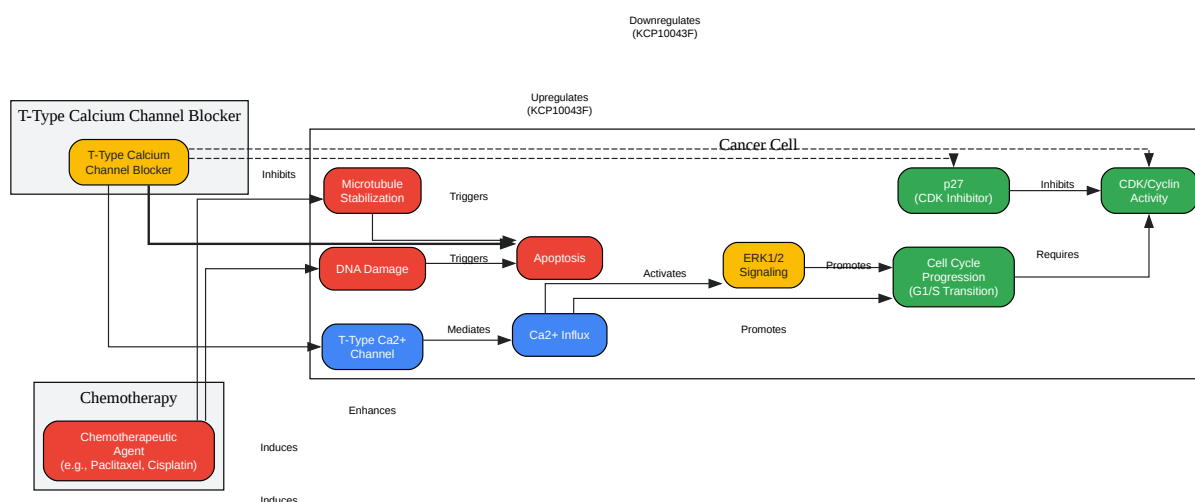 Downregulates
(KCP10043F)
Upregulates
(KCP10043F)
T-Type Calcium Channel Blocker
T-Type Calcium
Channel Blocker
Cancer Cell
Inhibits
Microtubule
Stabilization
Triggers
p27
(CDK Inhibitor)
Inhibits
CDK/Cyclin
Activity
DNA Damage
Triggers
Apoptosis
Activates
ERK1/2
Signaling
Promotes
Cell Cycle
Progression
(G1/S Transition)
Requires
T-Type Ca2+
Channel
Mediates
Ca2+ Influx
Promotes
Chemotherapy
Enhances
Chemotherapeutic
Agent
(e.g., Paclitaxel, Cisplatin)
Induces
Induces